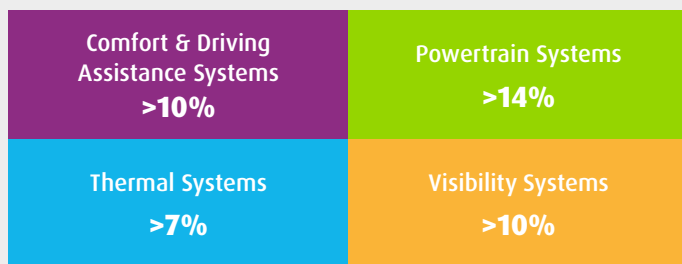 Comfort & Driving
Assistance Systems
>10%
Powertrain Systems
>14%
Thermal Systems
>7%
Visibility Systems
>10%